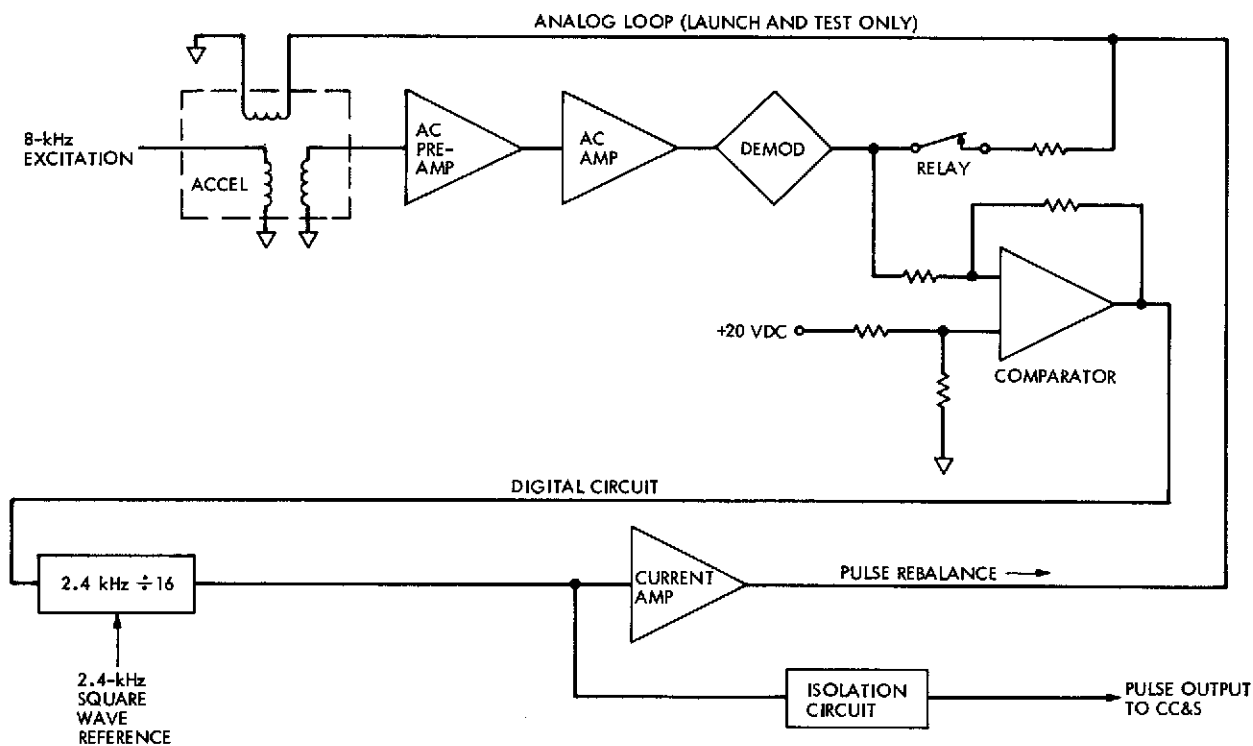 ANALOG LOOP (LAUNCH AND TEST ONLY)
8-kHz
EXCITATION
ACCEL
AC
PRE-
AMP
AC
AMP
DEMOD
RELAY
+20 VDC
COMPARATOR
DIGITAL CIRCUIT
2.4 kHz ÷16
CURRENT
AMP
PULSE REBALANCE
2.4-kHz
SQUARE
WAVE
REFERENCE
ISOLATION
CIRCUIT
PULSE OUTPUT
TO CC&S